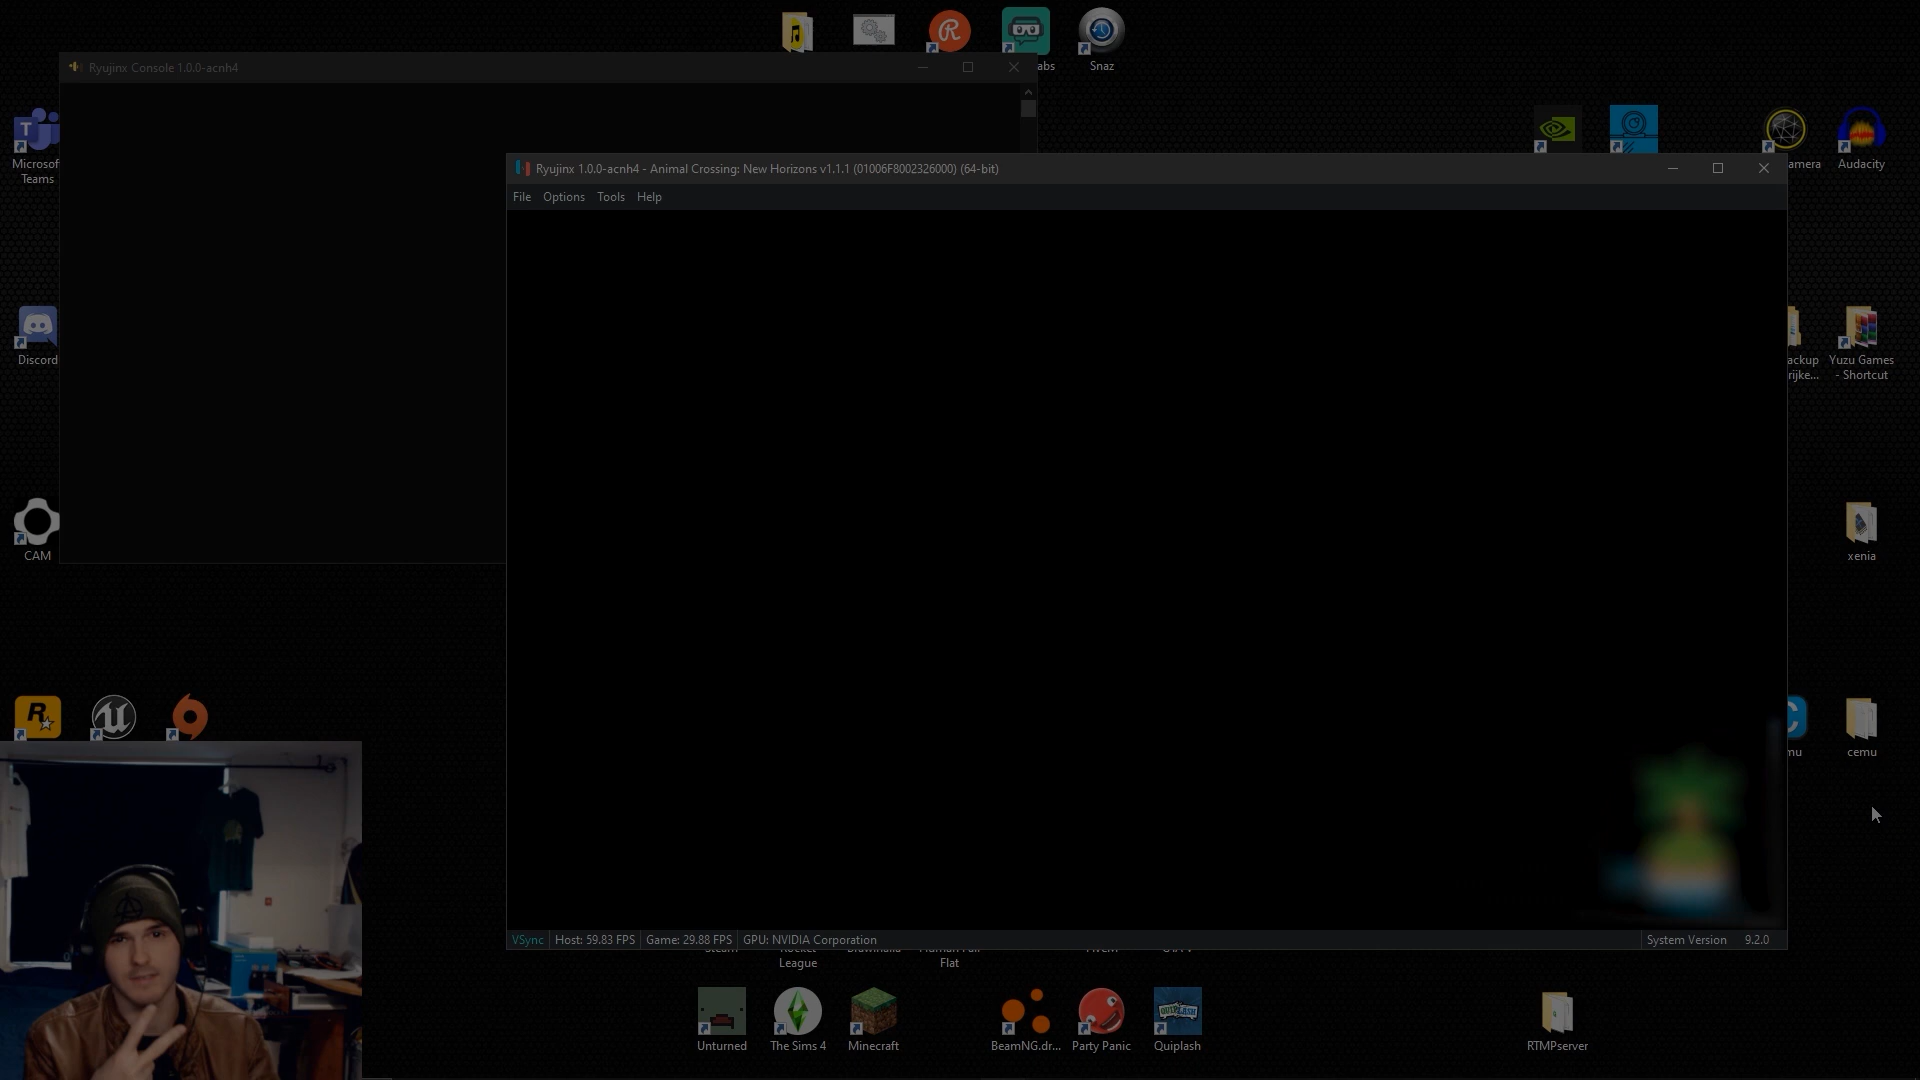 abs
Snaz
Ryujinx Console 1.0.0-acnh4
Microsof
Teams
amera
Audacity
Ryujinx 1.0.0-acnh4 - Animal Crossing: New Horizons v1.1.1 (01006F8002326000) (64-bit)
File Options Tools Help
Discord
ackup
rijke...
Yuzu Games
- Shortcut
CAM
xenia
mu
cemu
VSync Host: 59.83 FPS Game: 29.88 FPS GPU: NVIDIA Corporation System Version 9.2.0
League
Flat
Unturned
The Sims 4
Minecraft
BeamNG.dr...
Party Panic
Quiplash
RTMPserver